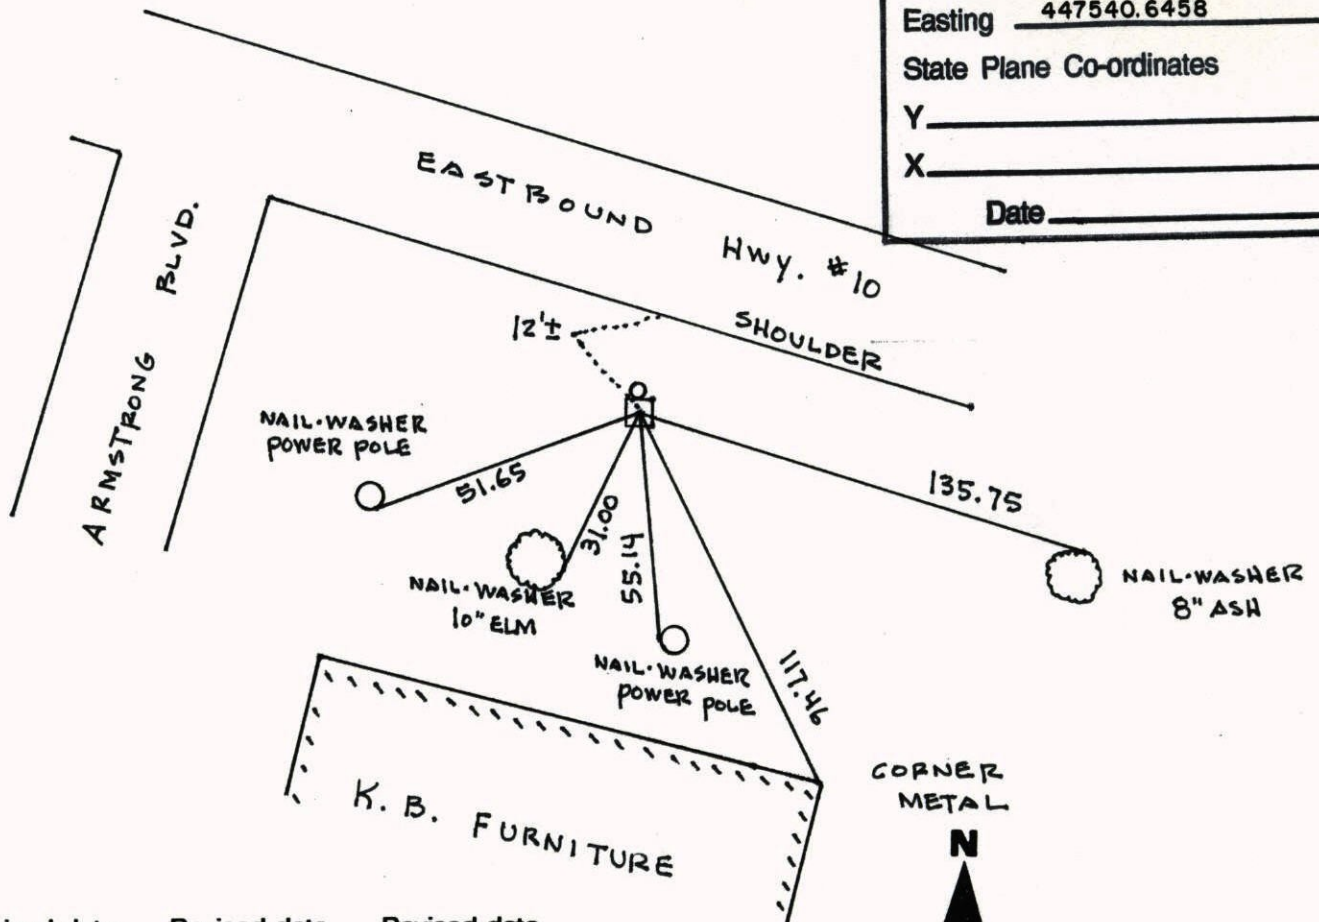 Easting 447540.6458
State Plane Co-ordinates
Y
X
Date
EASTBOUND Hwy. #10
SHOULDER
ARMSTRONG BLVD.
12'±
NAIL·WASHER
POWER POLE
51.65
31.00
55.14
117.46
135.75
NAIL·WASHER
10" ELM
NAIL·WASHER
POWER POLE
NAIL·WASHER
8" ASH
K.B. FURNITURE
CORNER
METAL
N
Revised date
Revised date